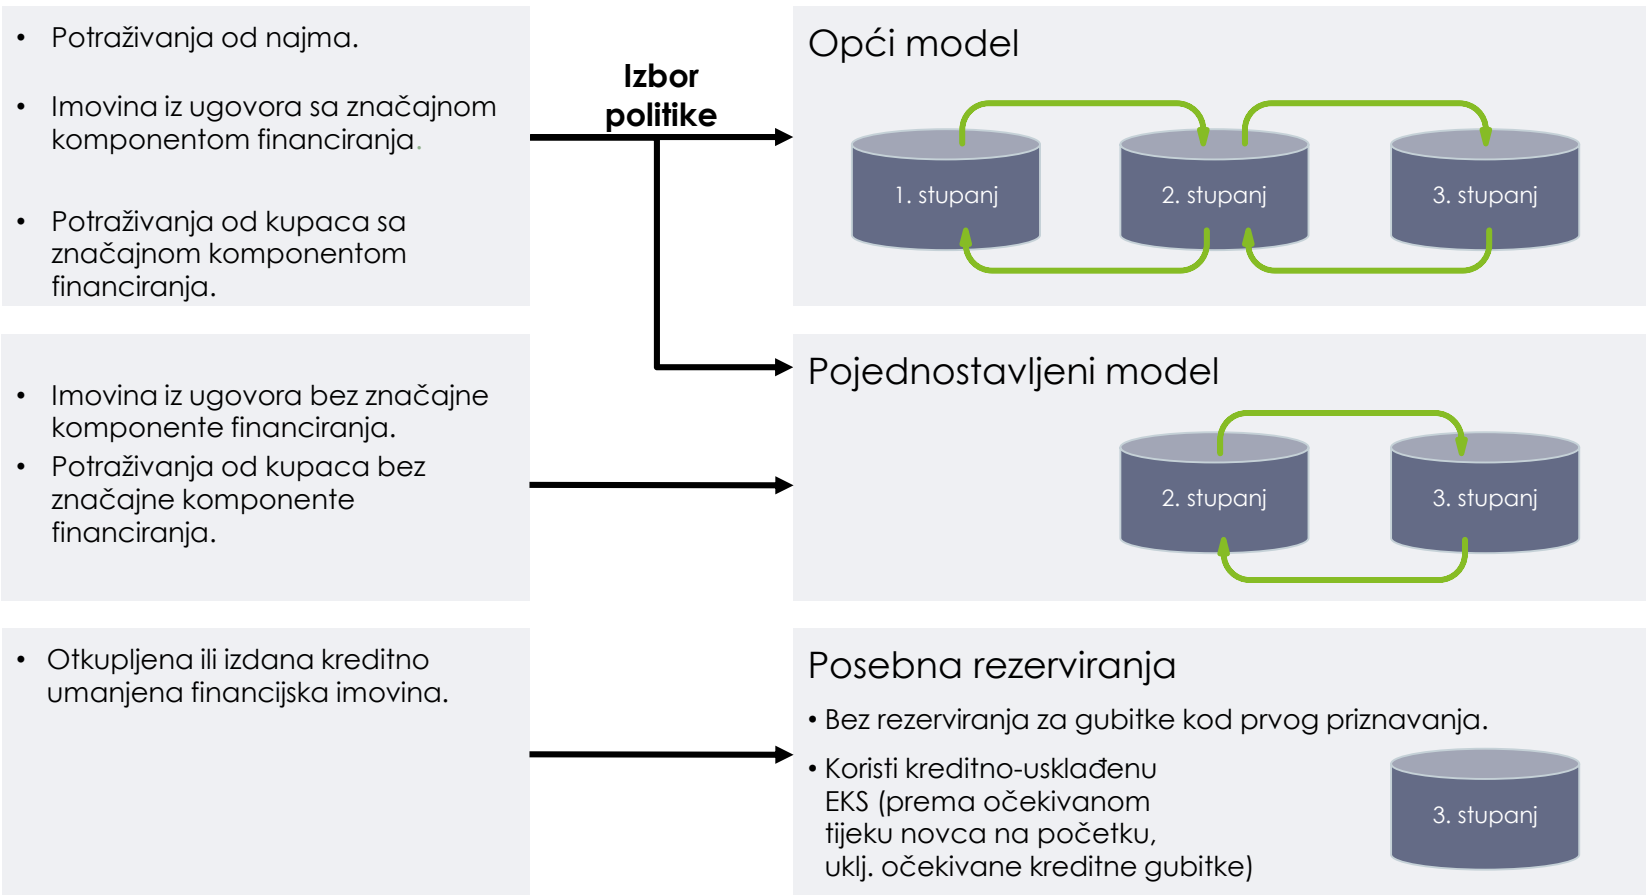 • Potraživanja od najma.
• Imovina iz ugovora sa značajnom
komponentom financiranja.
• Potraživanja od kupaca sa
značajnom komponentom
financiranja.
Izbor
politike
Opći model
1. stupanj
2. stupanj
3. stupanj
• Imovina iz ugovora bez značajne
komponente financiranja.
• Potraživanja od kupaca bez
značajne komponente
financiranja.
Pojednostavljeni model
2. stupanj
3. stupanj
• Otkupljena ili izdana kreditno
umanjena financijska imovina.
Posebna rezerviranja
• Bez rezerviranja za gubitke kod prvog priznavanja.
• Koristi kreditno-usklađenu
EKS (prema očekivanom
tijeku novca na početku,
uklj. očekivane kreditne gubitke)
3. stupanj